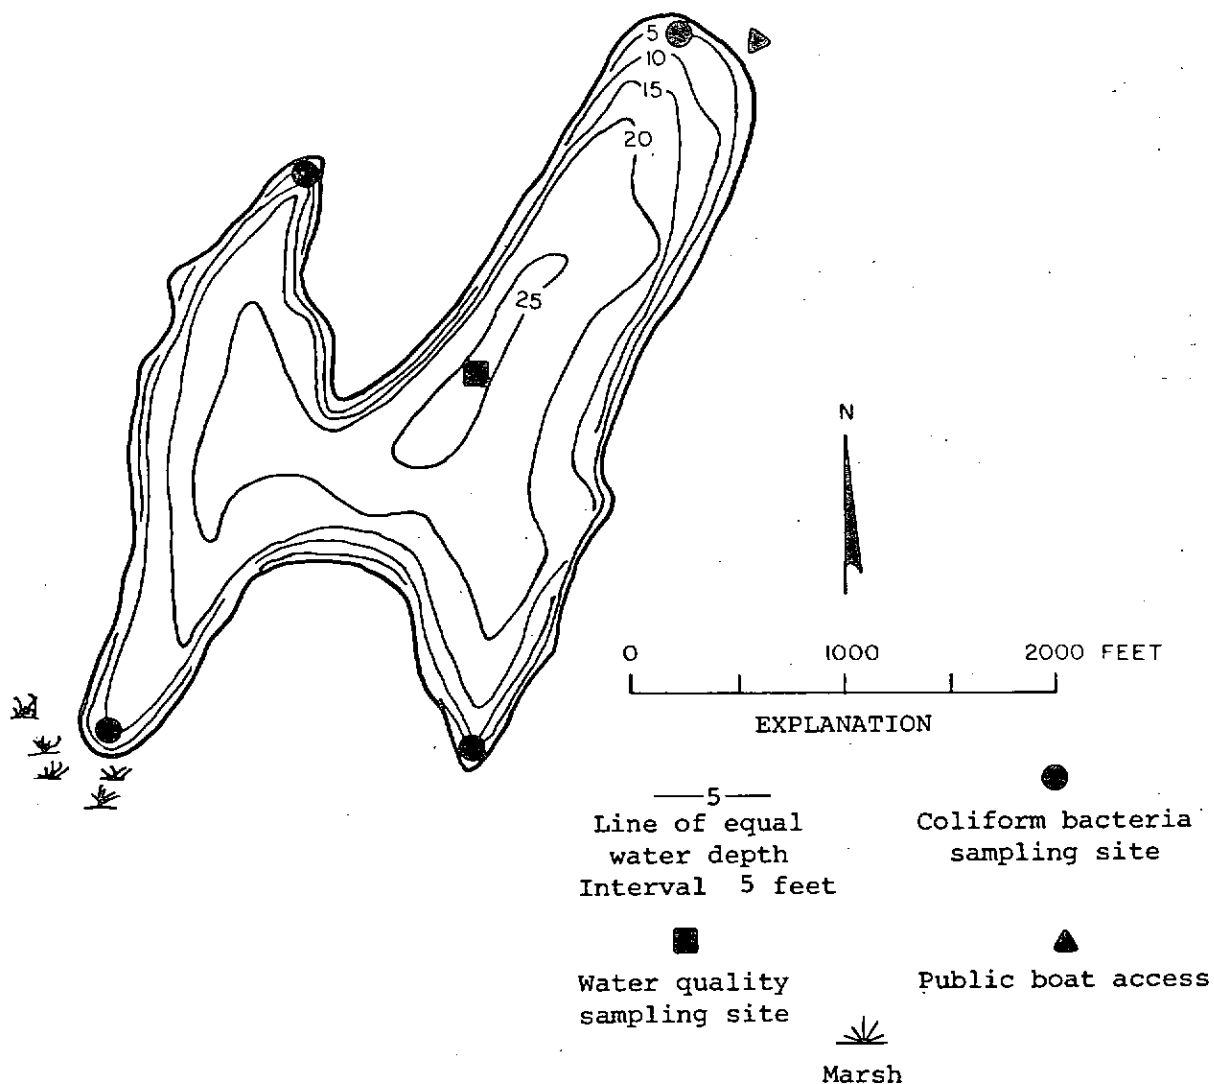 5
10
15
20
25
N
0 1000 2000 FEET
EXPLANATION
5
Line of equal
water depth
Interval 5 feet
Coliform bacteria
sampling site
Water quality
sampling site
Public boat access
Marsh